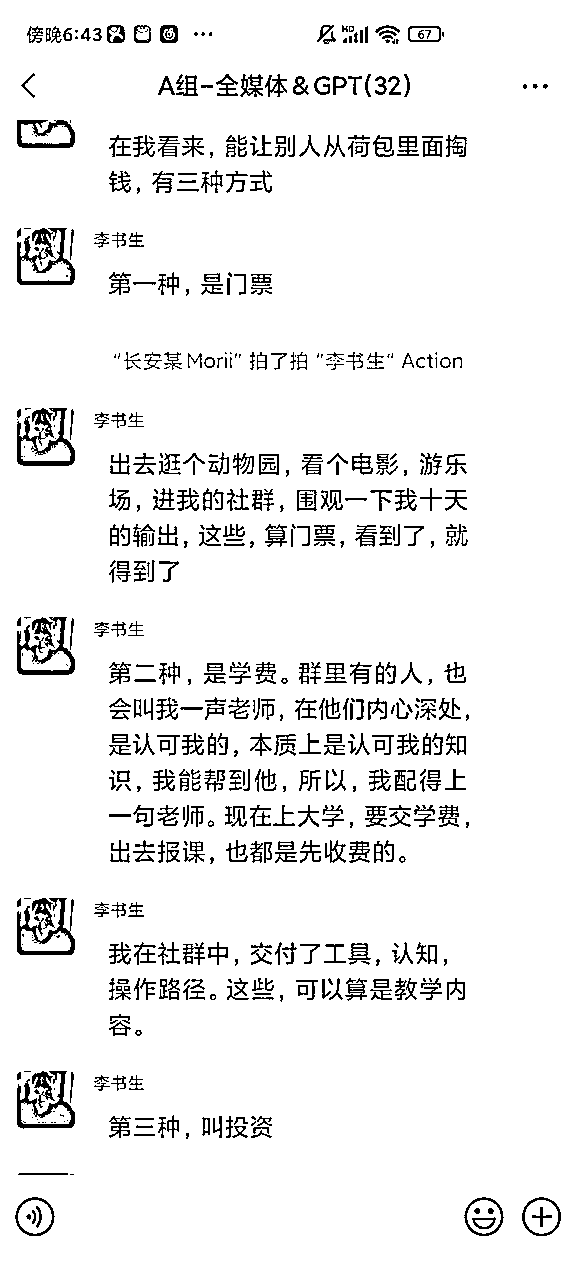 傍晚6:43
HD
67
A组-全媒体&GPT(32)
在我看来，能让别人从荷包里面掏
钱，有三种方式
李书生
第一种，是门票
“长安某Morii” 拍了拍 “李书生“ Action
李书生
出去逛个动物园，看个电影，游乐
场，进我的社群，围观一下我十天
的输出，这些，算门票，看到了，就
得到了
李书生
第二种，是学费。群里有的人，也
会叫我一声老师，在他们内心深处，
是认可我的，本质上是认可我的知
识，我能帮到他，所以，我配得上
一句老师。现在上大学，要交学费，
出去报课，也都是先收费的。
李书生
我在社群中，交付了工具，认知，
操作路径。这些，可以算是教学内
容。
李书生
第三种，叫投资